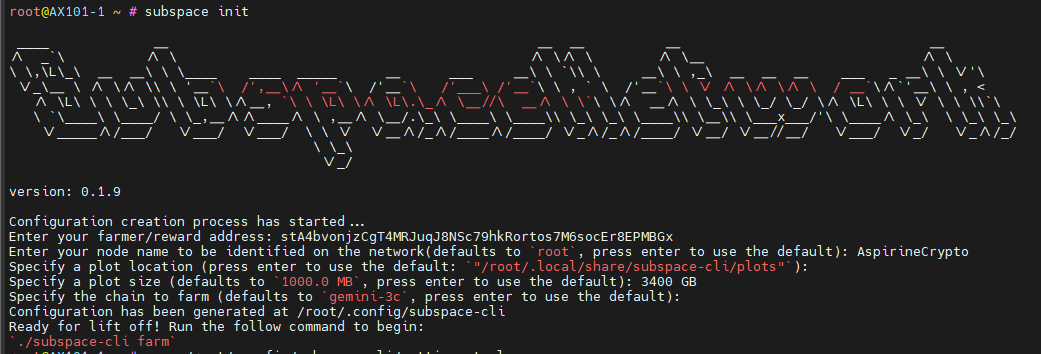 root@AX101-1 ~ # subspace init
version: 0.1.9
Configuration creation process has started...
Enter your farmer/reward address: stA4bvonjzCgT4MRJuqJ8NSc79hkRortos7M6socEr8EPMBGx
Enter your node name to be identified on the network(defaults to `root`, press enter to use the default): AspirineCrypto
Specify a plot location (press enter to use the default: `"/root/.local/share/subspace-cli/plots"`):
Specify a plot size (defaults to `1000.0 MB`, press enter to use the default): 3400 GB
Specify the chain to farm (defaults to `gemini-3c`, press enter to use the default):
Configuration has been generated at /root/.config/subspace-cli
Ready for lift off! Run the follow command to begin:
`./subspace-cli farm`